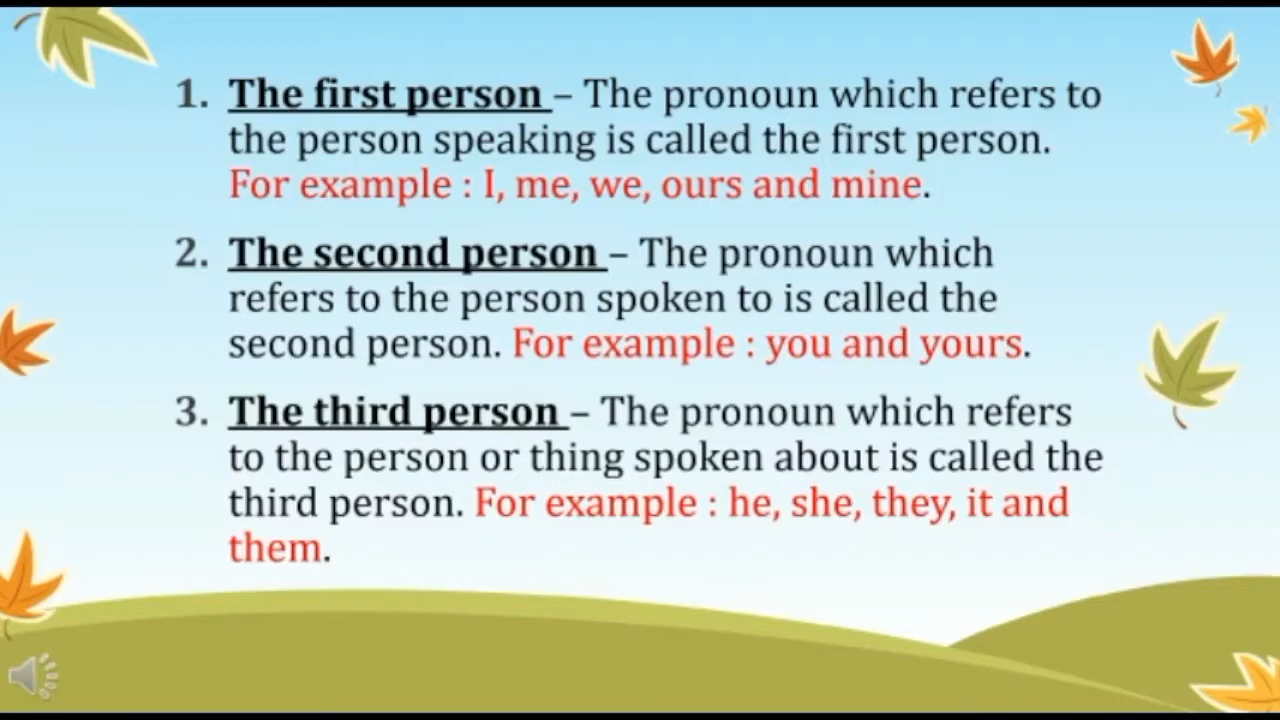 1. The first person – The pronoun which refers to
the person speaking is called the first person.
For example : I, me, we, ours and mine.
2. The second person – The pronoun which
refers to the person spoken to is called the
second person. For example : you and yours.
3. The third person – The pronoun which refers
to the person or thing spoken about is called the
third person. For example : he, she, they, it and
them.